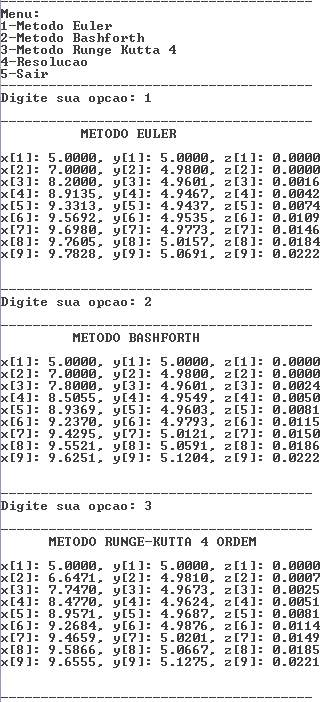 Menu:
1-Metodo Euler
2-Metodo Bashforth
3-Metodo Runge Kutta 4
4-Resolucao
5-Sair
Digite sua opcao: 1
METODO EULER
x[1]: 5.0000, y[1]: 5.0000, z[1]: 0.0000
x[2]: 7.0000, y[2]: 4.9800, z[2]: 0.0000
x[3]: 8.2000, y[3]: 4.9601, z[3]: 0.0016
x[4]: 8.9135, y[4]: 4.9467, z[4]: 0.0042
x[5]: 9.3313, y[5]: 4.9437, z[5]: 0.0074
x[6]: 9.5692, y[6]: 4.9535, z[6]: 0.0109
x[7]: 9.6980, y[7]: 4.9773, z[7]: 0.0146
x[8]: 9.7605, y[8]: 5.0157, z[8]: 0.0184
x[9]: 9.7828, y[9]: 5.0691, z[9]: 0.0222
Digite sua opcao: 2
METODO BASHFORTH
x[1]: 5.0000, y[1]: 5.0000, z[1]: 0.0000
x[2]: 7.0000, y[2]: 4.9800, z[2]: 0.0000
x[3]: 7.8000, y[3]: 4.9601, z[3]: 0.0024
x[4]: 8.5055, y[4]: 4.9549, z[4]: 0.0050
x[5]: 8.9369, y[5]: 4.9603, z[5]: 0.0081
x[6]: 9.2370, y[6]: 4.9793, z[6]: 0.0115
x[7]: 9.4295, y[7]: 5.0121, z[7]: 0.0150
x[8]: 9.5521, y[8]: 5.0591, z[8]: 0.0186
x[9]: 9.6251, y[9]: 5.1204, z[9]: 0.0222
Digite sua opcao: 3
METODO RUNGE-KUTTA 4 ORDEM
x[1]: 5.0000, y[1]: 5.0000, z[1]: 0.0000
x[2]: 6.6471, y[2]: 4.9810, z[2]: 0.0007
x[3]: 7.7470, y[3]: 4.9673, z[3]: 0.0025
x[4]: 8.4770, y[4]: 4.9624, z[4]: 0.0051
x[5]: 8.9571, y[5]: 4.9687, z[5]: 0.0081
x[6]: 9.2684, y[6]: 4.9876, z[6]: 0.0114
x[7]: 9.4659, y[7]: 5.0201, z[7]: 0.0149
x[8]: 9.5866, y[8]: 5.0667, z[8]: 0.0185
x[9]: 9.6555, y[9]: 5.1275, z[9]: 0.0221